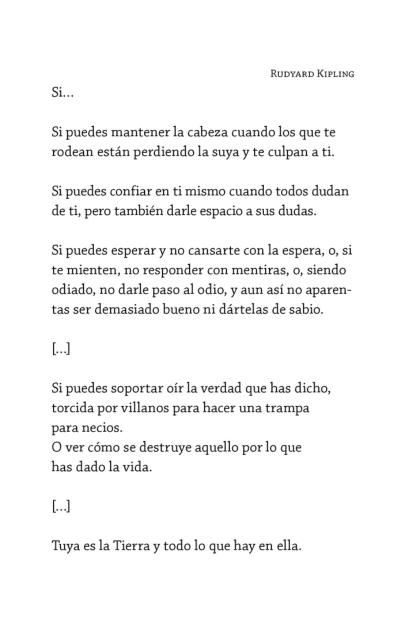 Rudyard Kipling
Si…
Si puedes mantener la cabeza cuando los que te
rodean están perdiendo la suya y te culpan a ti.
Si puedes confiar en ti mismo cuando todos dudan
de ti, pero también darle espacio a sus dudas.
Si puedes esperar y no cansarte con la espera, o, si
te mienten, no responder con mentiras, o, siendo
odiado, no darle paso al odio, y aun así no aparen-
tas ser demasiado bueno ni dártelas de sabio.
[…]
Si puedes soportar oír la verdad que has dicho,
torcida por villanos para hacer una trampa
para necios.
O ver cómo se destruye aquello por lo que
has dado la vida.
[…]
Tuya es la Tierra y todo lo que hay en ella.